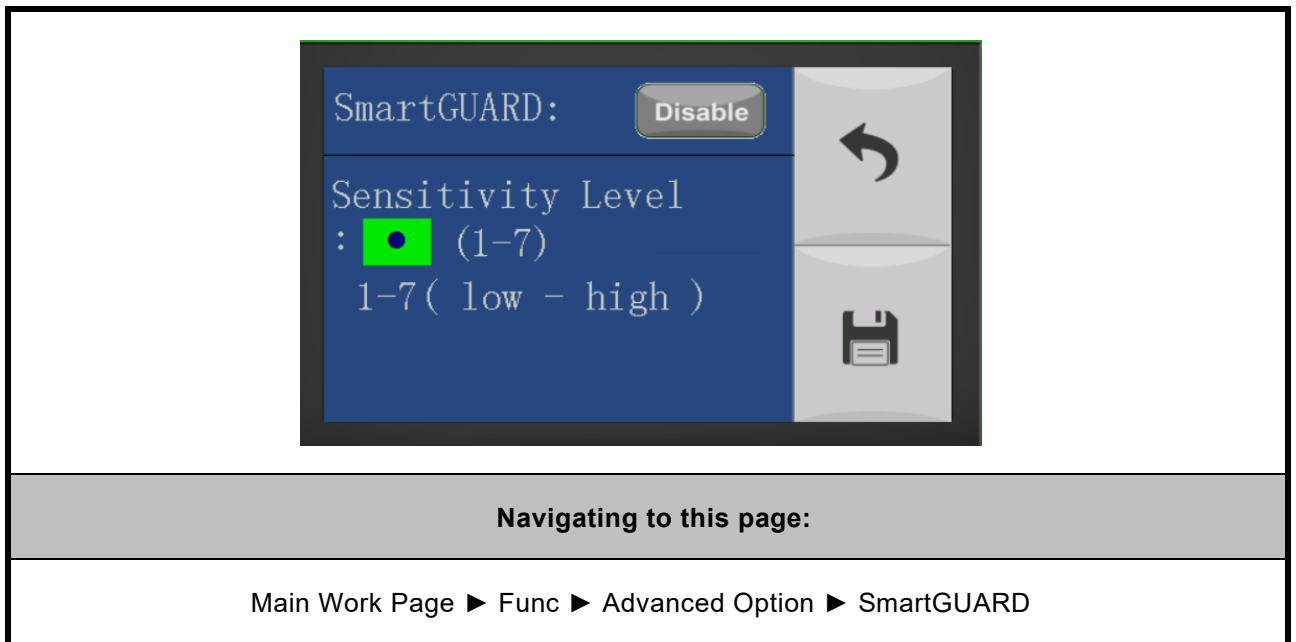 SmartGUARD: Disable
Sensitivity Level
: (1-7)
1-7( low - high )
Navigating to this page:
Main Work Page ► Func ► Advanced Option ► SmartGUARD